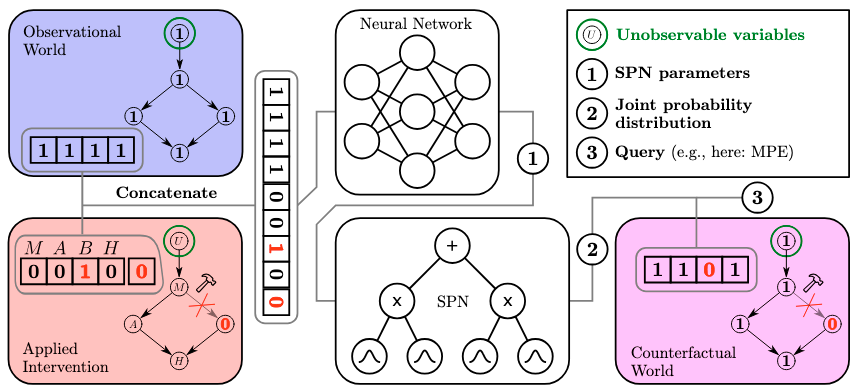 Observational
World
1
1
1 1
1
1 1 1 1
Concatenate
M A B H
0 0 1 0 0
U
M
A 0
H
Applied
Intervention
1
1
1
1
0
0
1
0
0
Neural Network
1
+
x SPN x
2
3
U Unobservable variables
1 SPN parameters
2 Joint probability
distribution
3 Query (e.g., here: MPE)
1 1 0 1
1
1
1 0
1
Counterfactual
World